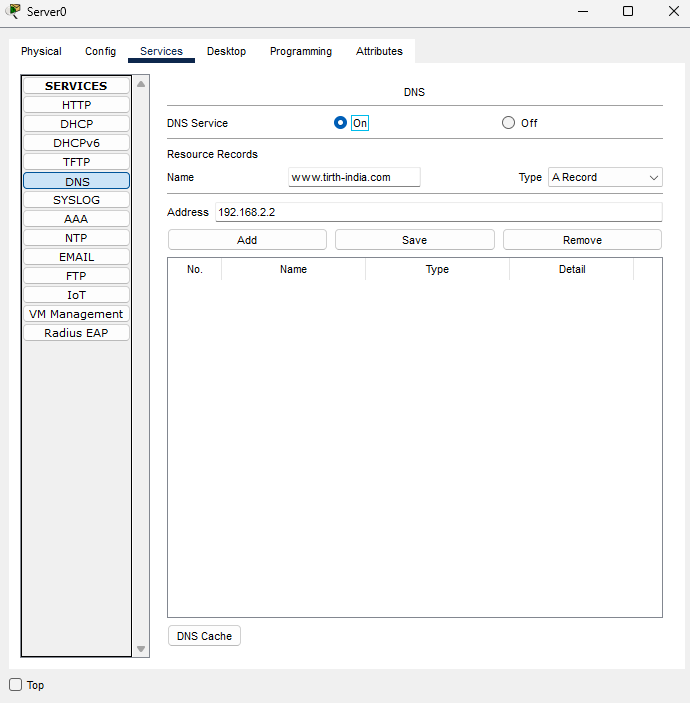 Server0
Physical Config Services Desktop Programming Attributes
SERVICES
HTTP
DHCP
DHCPv6
TFTP
DNS
SYSLOG
AAA
NTP
EMAIL
FTP
IoT
VM Management
Radius EAP
DNS
DNS Service On Off
Resource Records
Name www.tirth-india.com Type A Record
Address 192.168.2.2
Add Save Remove
No. Name Type Detail
DNS Cache
Top